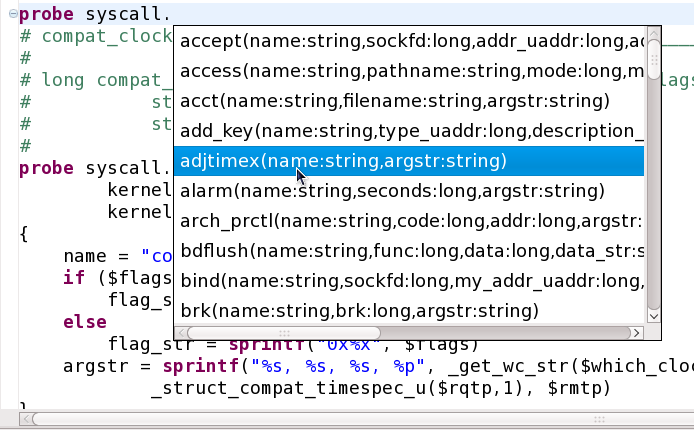 probe syscall.
# compat_clock
accept(name:string,sockfd:long,addr_uaddr:long,
#
access(name:string,pathname:string,mode:long,m
# long compat_
acct(name:string,filename:string,argstr:string)
# st
add_key(name:string,type_uaddr:long,description_
# st
#
adjtimex(name:string,argstr:string)
probe syscall.
alarm(name:string,seconds:long,argstr:string)
kernel
arch_prctl(name:string,code:long,addr:long,argstr:
kernel
{
bdflush(name:string,func:long,data:long,data_str:s
name = "co
bind(name:string,sockfd:long,my_addr_uaddr:long,
if ($flags
flag_s
brk(name:string,brk:long,argstr:string)
else
flag_str = sprintf("0x%x", $flags)
argstr = sprintf("%s, %s, %s, %p", _get_wc_str($which_cloc
_struct_compat_timespec_u($rqtp,1), $rmtp)
}